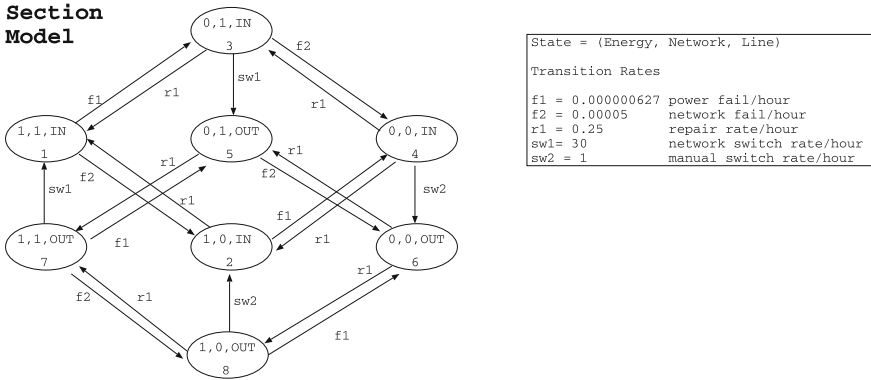 Section
Model
0,1,IN
3
f2
sw1
f1
r1
r1
1,1,IN
1
0,1,OUT
5
0,0,IN
4
r1
r1
f2
f2
sw1
sw2
r1
f1
f1
r1
1,1,OUT
7
1,0,IN
2
0,0,OUT
6
r1
f2
r1
sw2
f1
1,0,OUT
8
State = (Energy, Network, Line)
Transition Rates
f1 = 0.000000627 power fail/hour
f2 = 0.00005 network fail/hour
r1 = 0.25 repair rate/hour
sw1= 30 network switch rate/hour
sw2 = 1 manual switch rate/hour